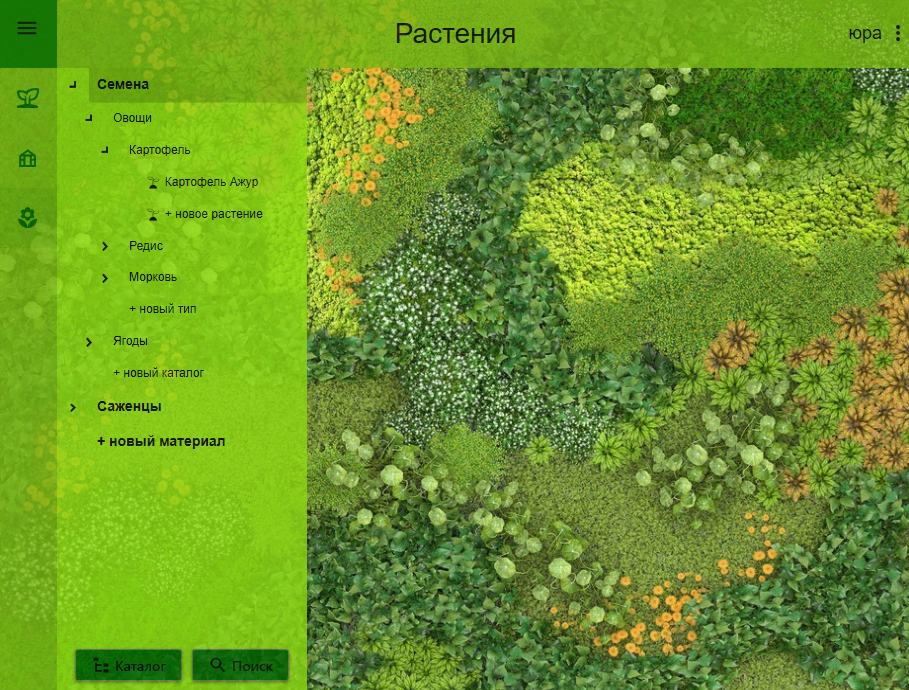 Растения
юра
Семена
Овощи
Картофель
Картофель Ажур
+ новое растение
Редис
Морковь
+ новый тип
Ягоды
+ новый каталог
Саженцы
+ новый материал
Каталог
Поиск